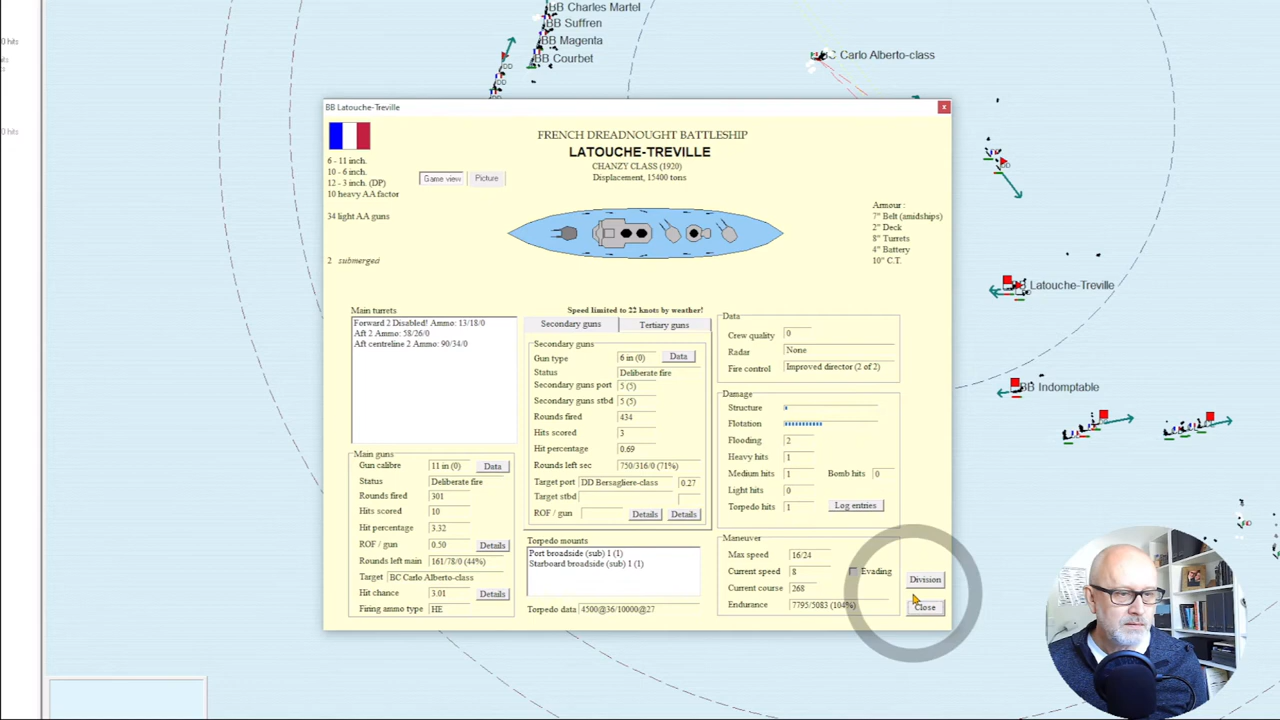 0 hits
ts
s
0 hits
BB Charles Martel
BB Suffren
BB Magenta
BB Courbet
DD
DD
BC Carlo Alberto-class
DD
Latouche-Treville
BB Indomptable
BB Latouche-Treville
x
FRENCH DREADNOUGHT BATTLESHIP
LATOUCHE-TREVILLE
CHANZY CLASS (1920)
Displacement, 15400 tons
6 - 11 inch.
10 - 6 inch.
12 - 3 inch. (DP)
10 heavy AA factor
34 light AA guns
2 submerged
Game view
Picture
Armour :
7" Belt (amidships)
2" Deck
8" Turrets
4" Battery
10" C.T.
Main turrets
Forward 2 Disabled! Ammo: 13/18/0
Aft 2 Ammo: 58/26/0
Aft centreline 2 Ammo: 90/34/0
Main guns
Gun calibre 11 in (0) Data
Status Deliberate fire
Rounds fired 301
Hits scored 10
Hit percentage 3.32
ROF / gun 0.50 Details
Rounds left main 161/78/0 (44%)
Target BC Carlo Alberto-class
Hit chance 3.01 Details
Firing ammo type HE
Speed limited to 22 knots by weather!
Secondary guns Tertiary guns
Secondary guns
Gun type 6 in (0) Data
Status Deliberate fire
Secondary guns port 5 (5)
Secondary guns stbd 5 (5)
Rounds fired 434
Hits scored 3
Hit percentage 0.69
Rounds left sec 750/316/0 (71%)
Target port DD Bersagliere-class 0.27
Target stbd
ROF / gun Details Details
Torpedo mounts
Port broadside (sub) 1 (1)
Starboard broadside (sub) 1 (1)
Torpedo data 4500@36/10000@27
Data
Crew quality 0
Radar None
Fire control Improved director (2 of 2)
Damage
Structure
Flotation
Flooding 2
Heavy hits 1
Medium hits 1 Bomb hits 0
Light hits 0
Torpedo hits 1 Log entries
Maneuver
Max speed 16/24
Current speed 8 Evading
Current course 268
Endurance 7795/5083 (104%)
Division
Close